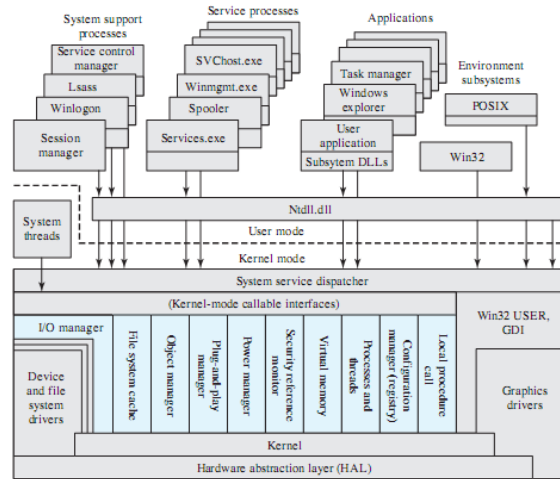 System support
processes
Service processes
Applications
Service control
manager
Lsass
Winlogon
Session
manager
SVChost.exe
Winmgmt.exe
Spooler
Services.exe
Task manager
Windows
explorer
User
application
Subsytem DLLs
Environment
subsystems
POSIX
Win32
System
threads
Ntdll.dll
User mode
Kernel mode
System service dispatcher
(Kernel-mode callable interfaces)
I/O manager
Device
and file
system
drivers
File system cache
Object manager
Plug-and-play
manager
Power manager
Security reference
monitor
Virtual memory
Processes and
threads
Configuration
manager (registry)
Local procedure
call
Win32 USER,
GDI
Graphics
drivers
Kernel
Hardware abstraction layer (HAL)